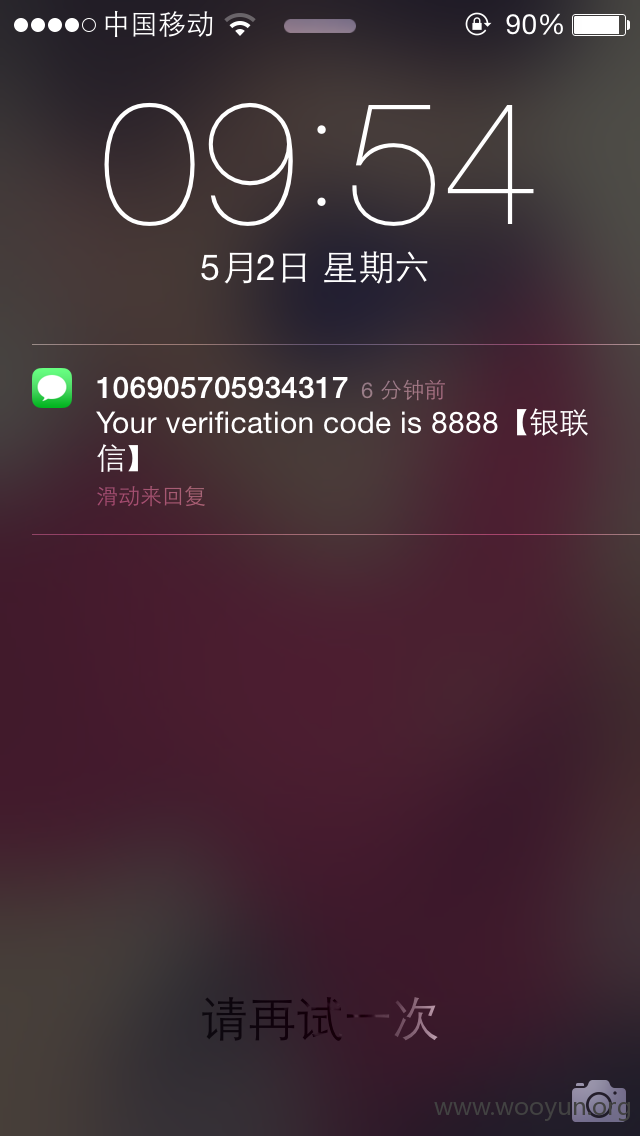 中国移动 90%
09:54
5月2日 星期六
106905705934317 6 分钟前
Your verification code is 8888【银联
信】
滑动来回复
请再试一次
www.wooyun.org